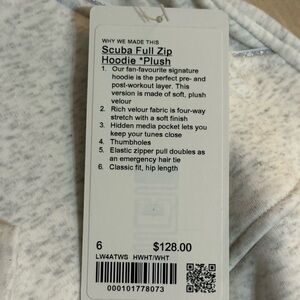 WHY WE MADE THIS
Scuba Full Zip
Hoodie *Plush
1. Our fan-favourite signature
hoodie is the perfect pre- and
post-workout layer. This
version is made of soft, plush
velour
2. Rich velour fabric is four-way
stretch with a soft finish
3. Hidden media pocket lets you
keep your tunes close
4. Thumbholes
5. Elastic zipper pull doubles as
an emergency hair tie
6. Classic fit, hip length
6 $128.00
LW4ATWS HWHT/WHT
000101778073